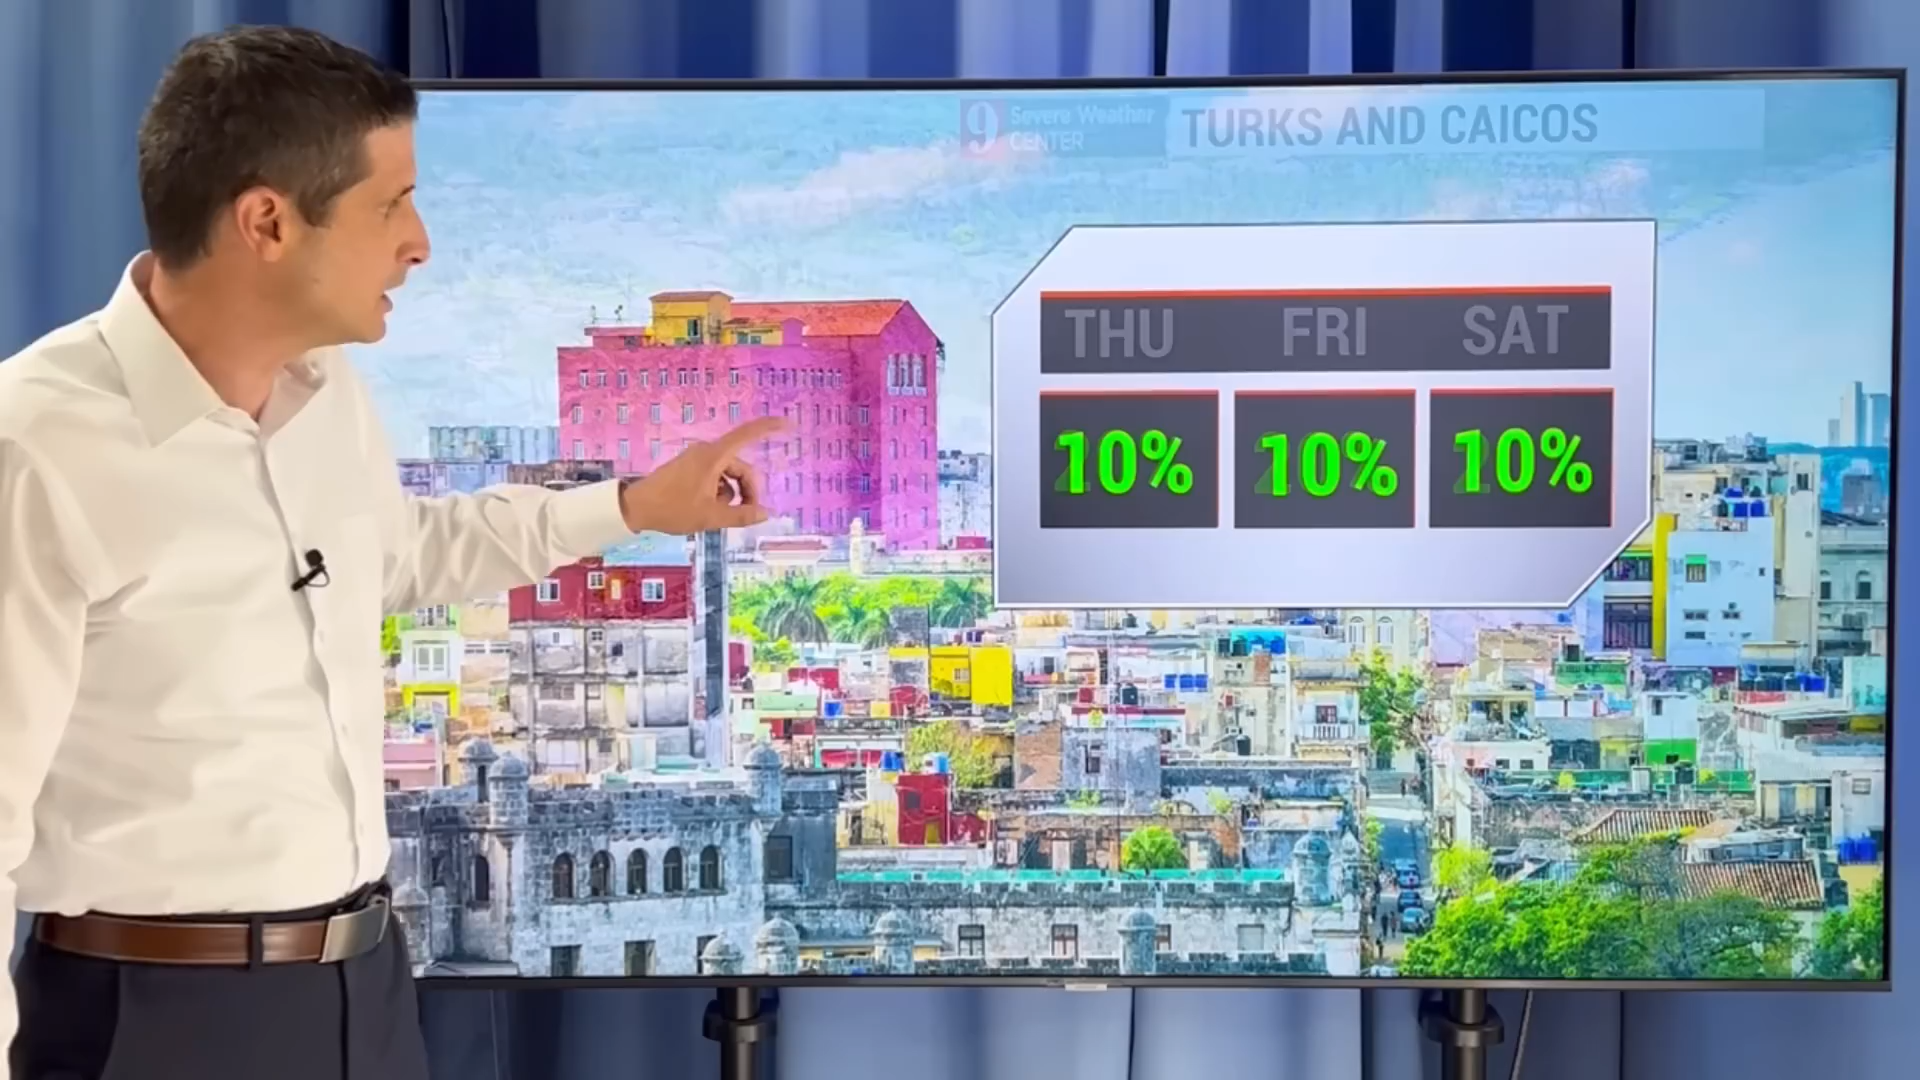 9 Severe Weather
CENTER
TURKS AND CAICOS
THU FRI SAT
10% 10% 10%